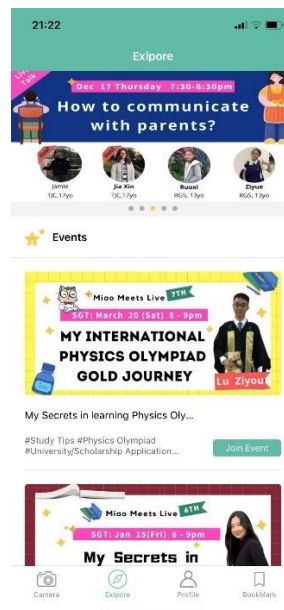 21:22
Exlpore
Live
Talk
Dec 17 Thursday 7:30-8:30pm
How to communicate
with parents?
Jamie
TJC,17yo
Jia Xin
TJC,17yo
Ruoxi
RGS, 13yo
Ziyue
RGS, 13yo
Events
Miao Meets Live 7TH
SGT: March 20 (Sat) 8 - 9pm
MY INTERNATIONAL
PHYSICS OLYMPIAD
GOLD JOURNEY
Lu Ziyou
My Secrets in learning Physics Oly...
#Study Tips #Physics Olympiad
#University/Scholarship Application...
Join Event
Miao Meets Live 6TH
SGT: Jan 15(Fri) 8 - 9pm
My Secrets in
Camera
Exlpore
Profile
BookMark